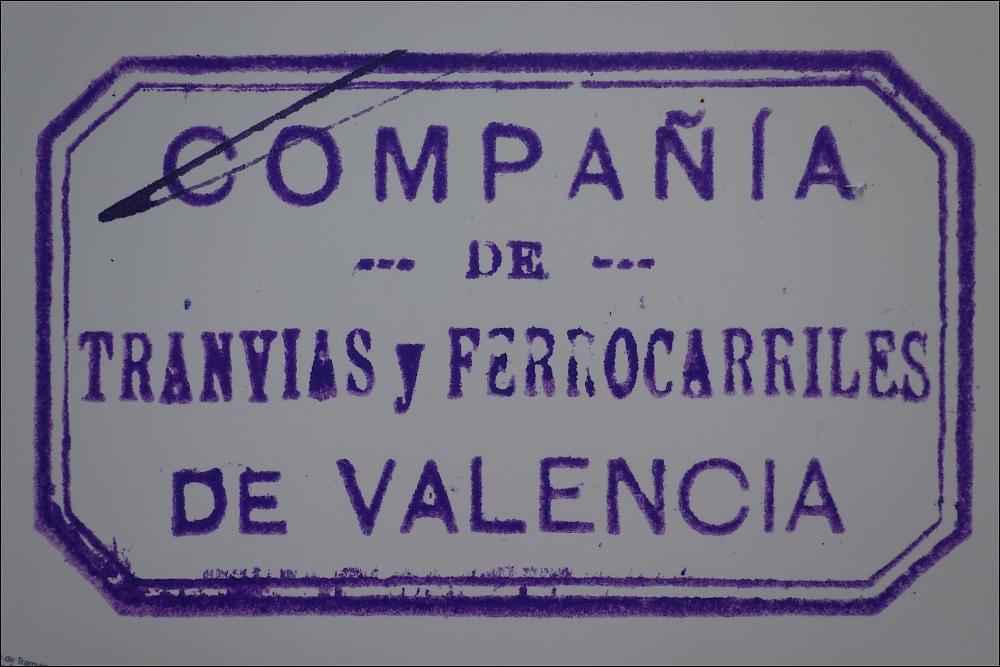 COMPAÑÍA
--- DE ---
TRANVIAS y FERROCARRILES
DE VALENCIA